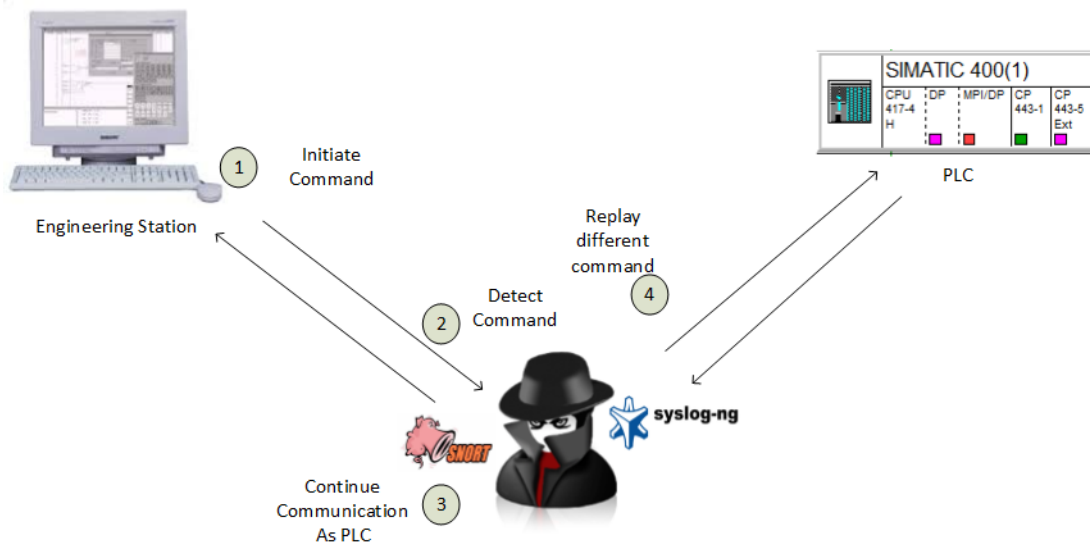 SIMATIC 400(1)
CPU 417-4 H
DP
MPI/DP
CP 443-1
CP 443-5 Ext
PLC
1
Initiate
Command
Engineering Station
Replay
different
command
4
2
Detect
Command
SNORT
syslog-ng
Continue
Communication
As PLC
3